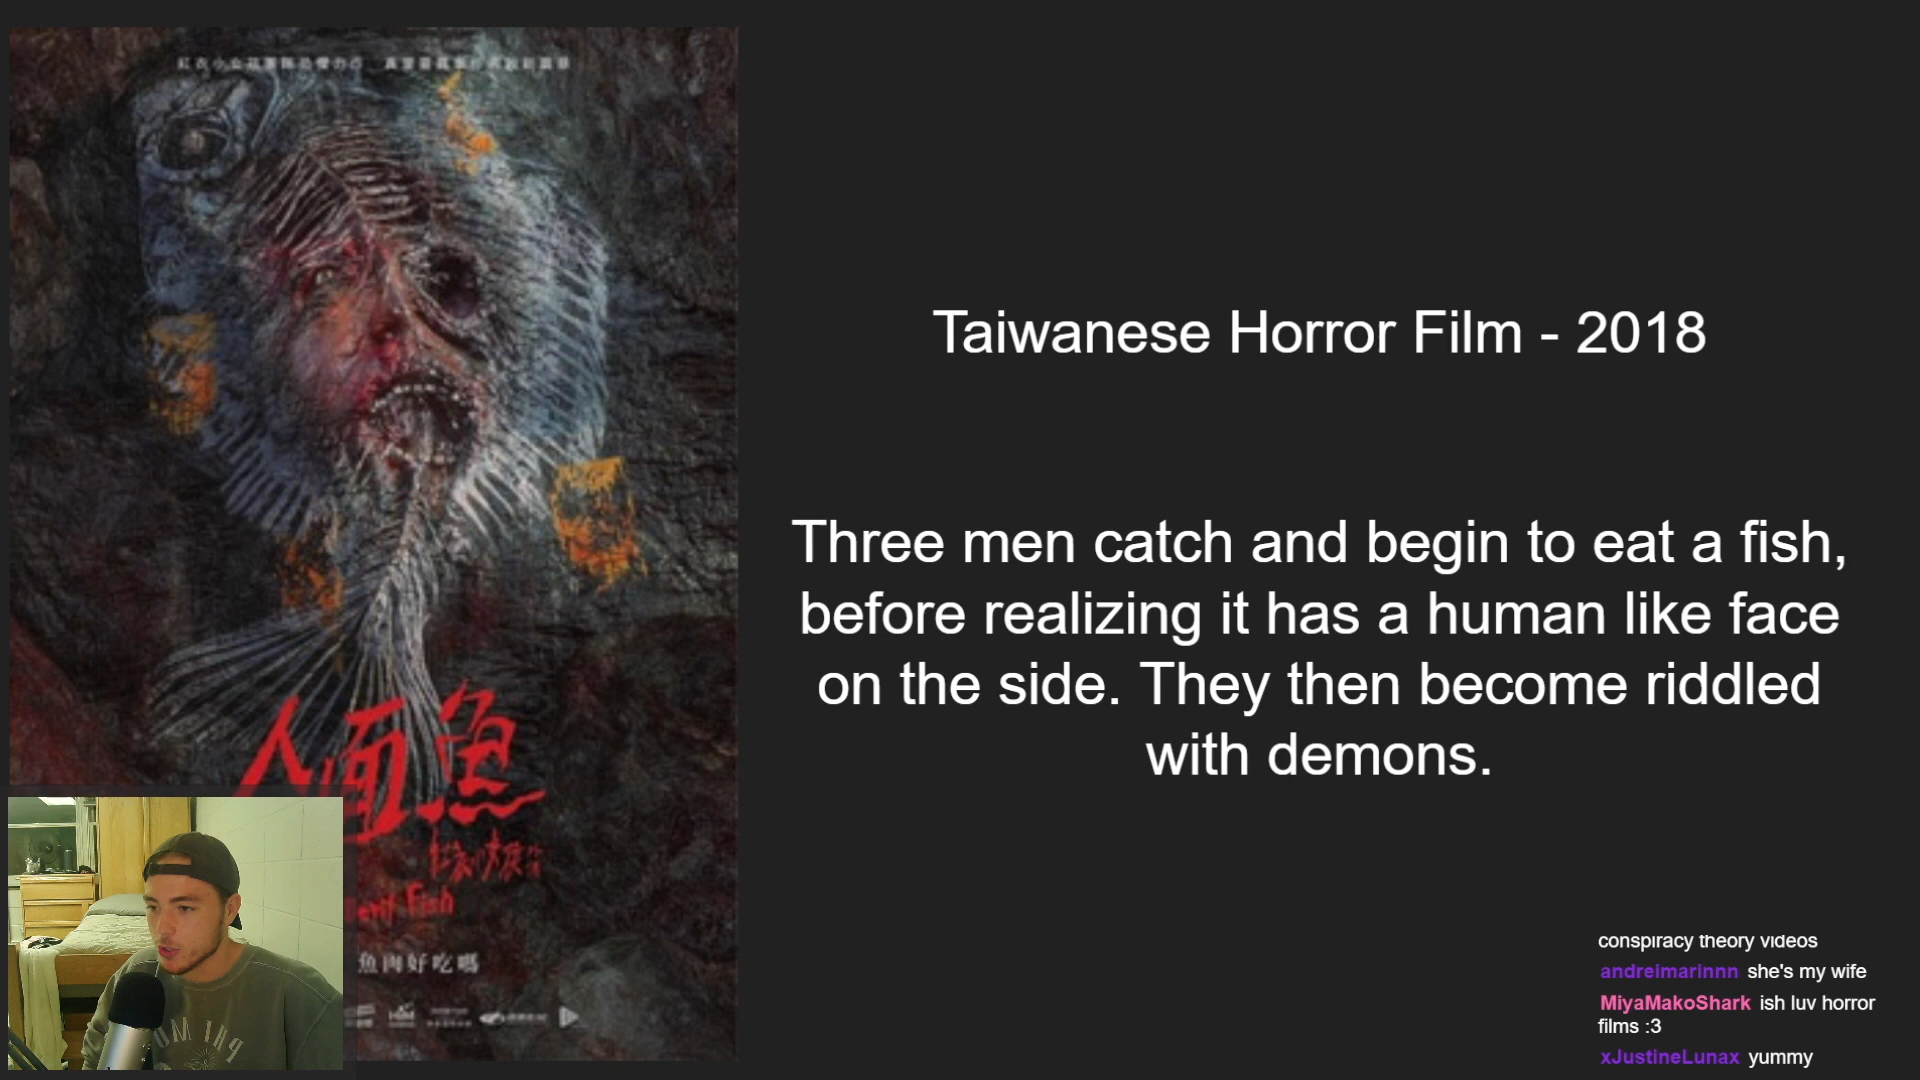 Taiwanese Horror Film - 2018
Three men catch and begin to eat a fish,
before realizing it has a human like face
on the side. They then become riddled
with demons.
人面魚
Fish
魚肉好吃嗎
conspiracy theory videos
andreimarinnn she's my wife
MiyaMakoShark ish luv horror
films :3
xJustineLunax yummy